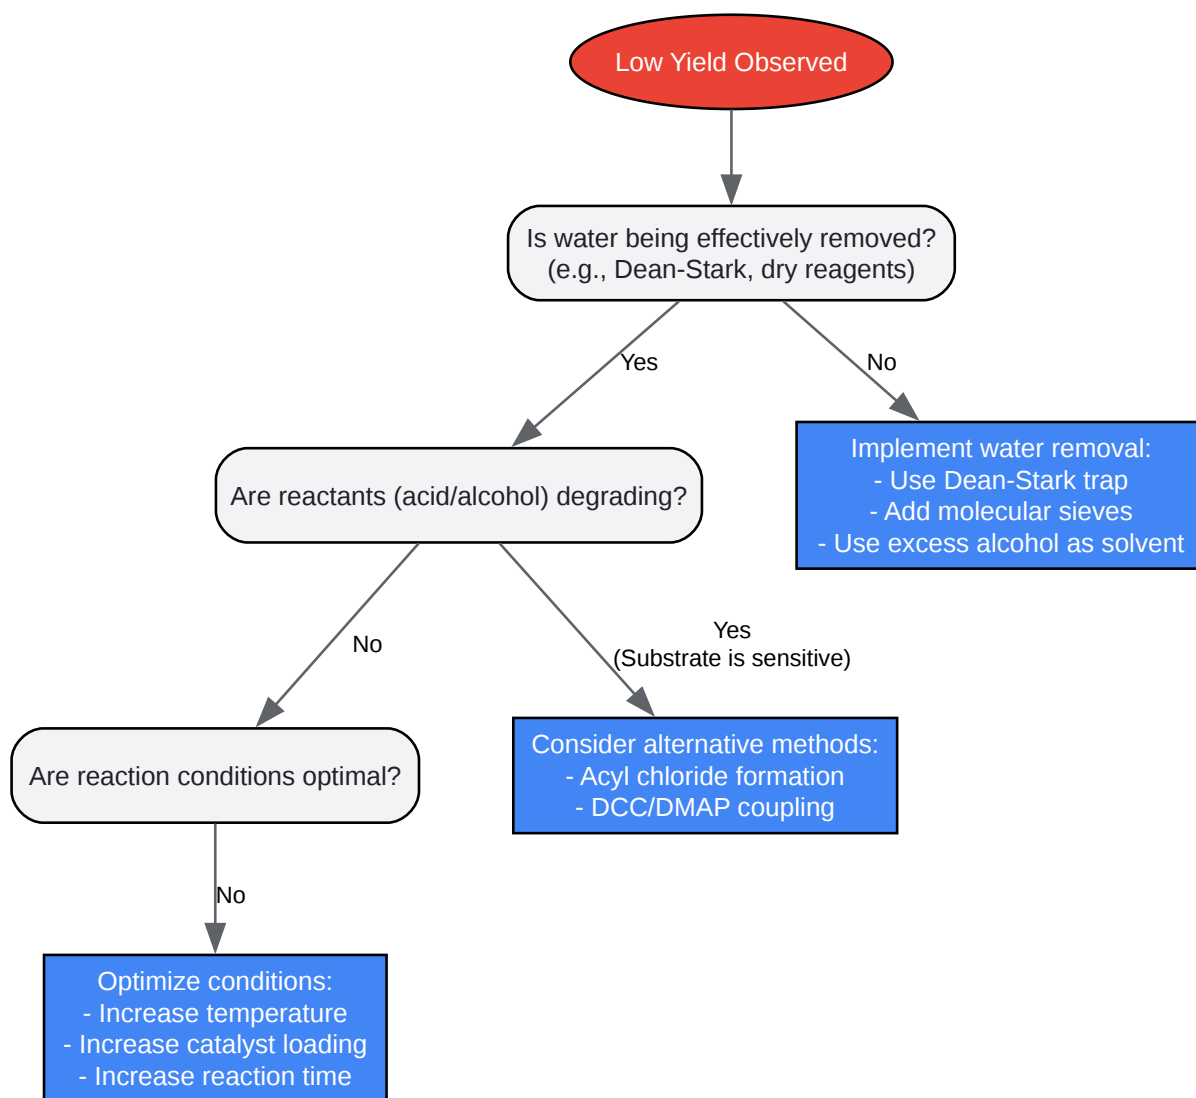 Low Yield Observed
Is water being effectively removed?
(e.g., Dean-Stark, dry reagents)
Yes
No
Implement water removal:
- Use Dean-Stark trap
- Add molecular sieves
- Use excess alcohol as solvent
Are reactants (acid/alcohol) degrading?
No
Yes
(Substrate is sensitive)
Are reaction conditions optimal?
Consider alternative methods:
- Acyl chloride formation
- DCC/DMAP coupling
No
Optimize conditions:
- Increase temperature
- Increase catalyst loading
- Increase reaction time